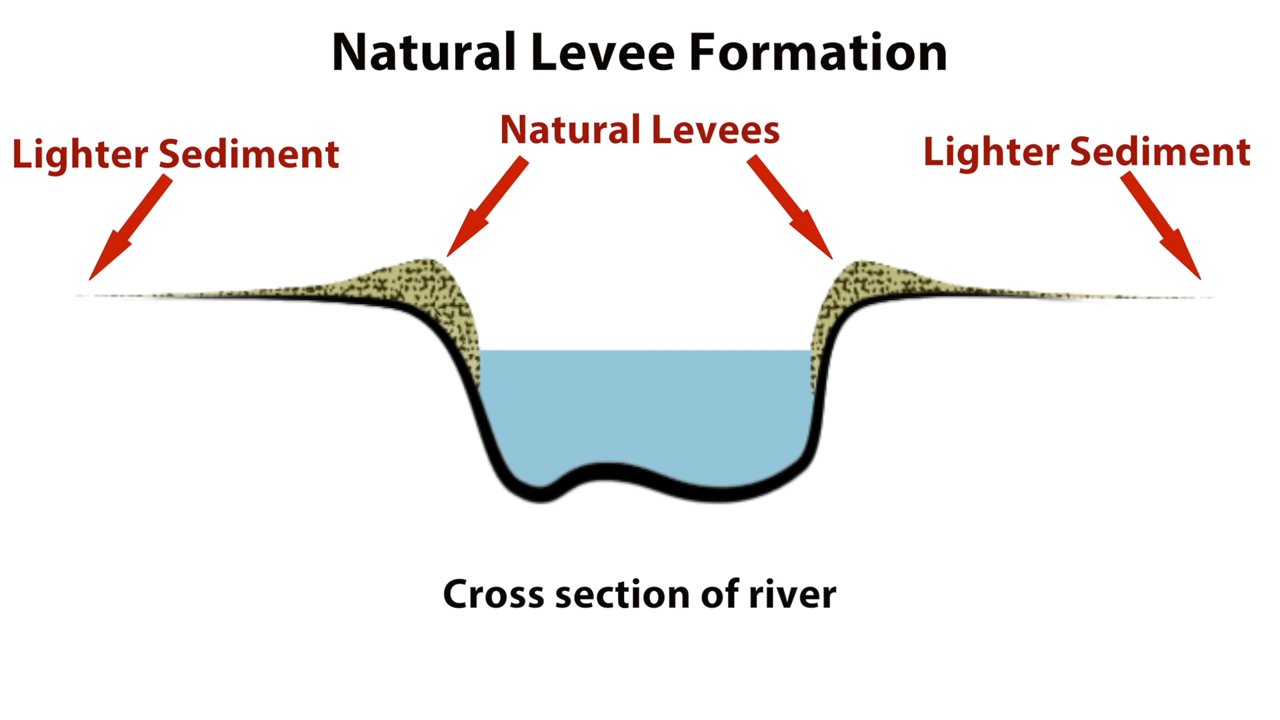 Natural Levee Formation
Lighter Sediment
Natural Levees
Lighter Sediment
Cross section of river